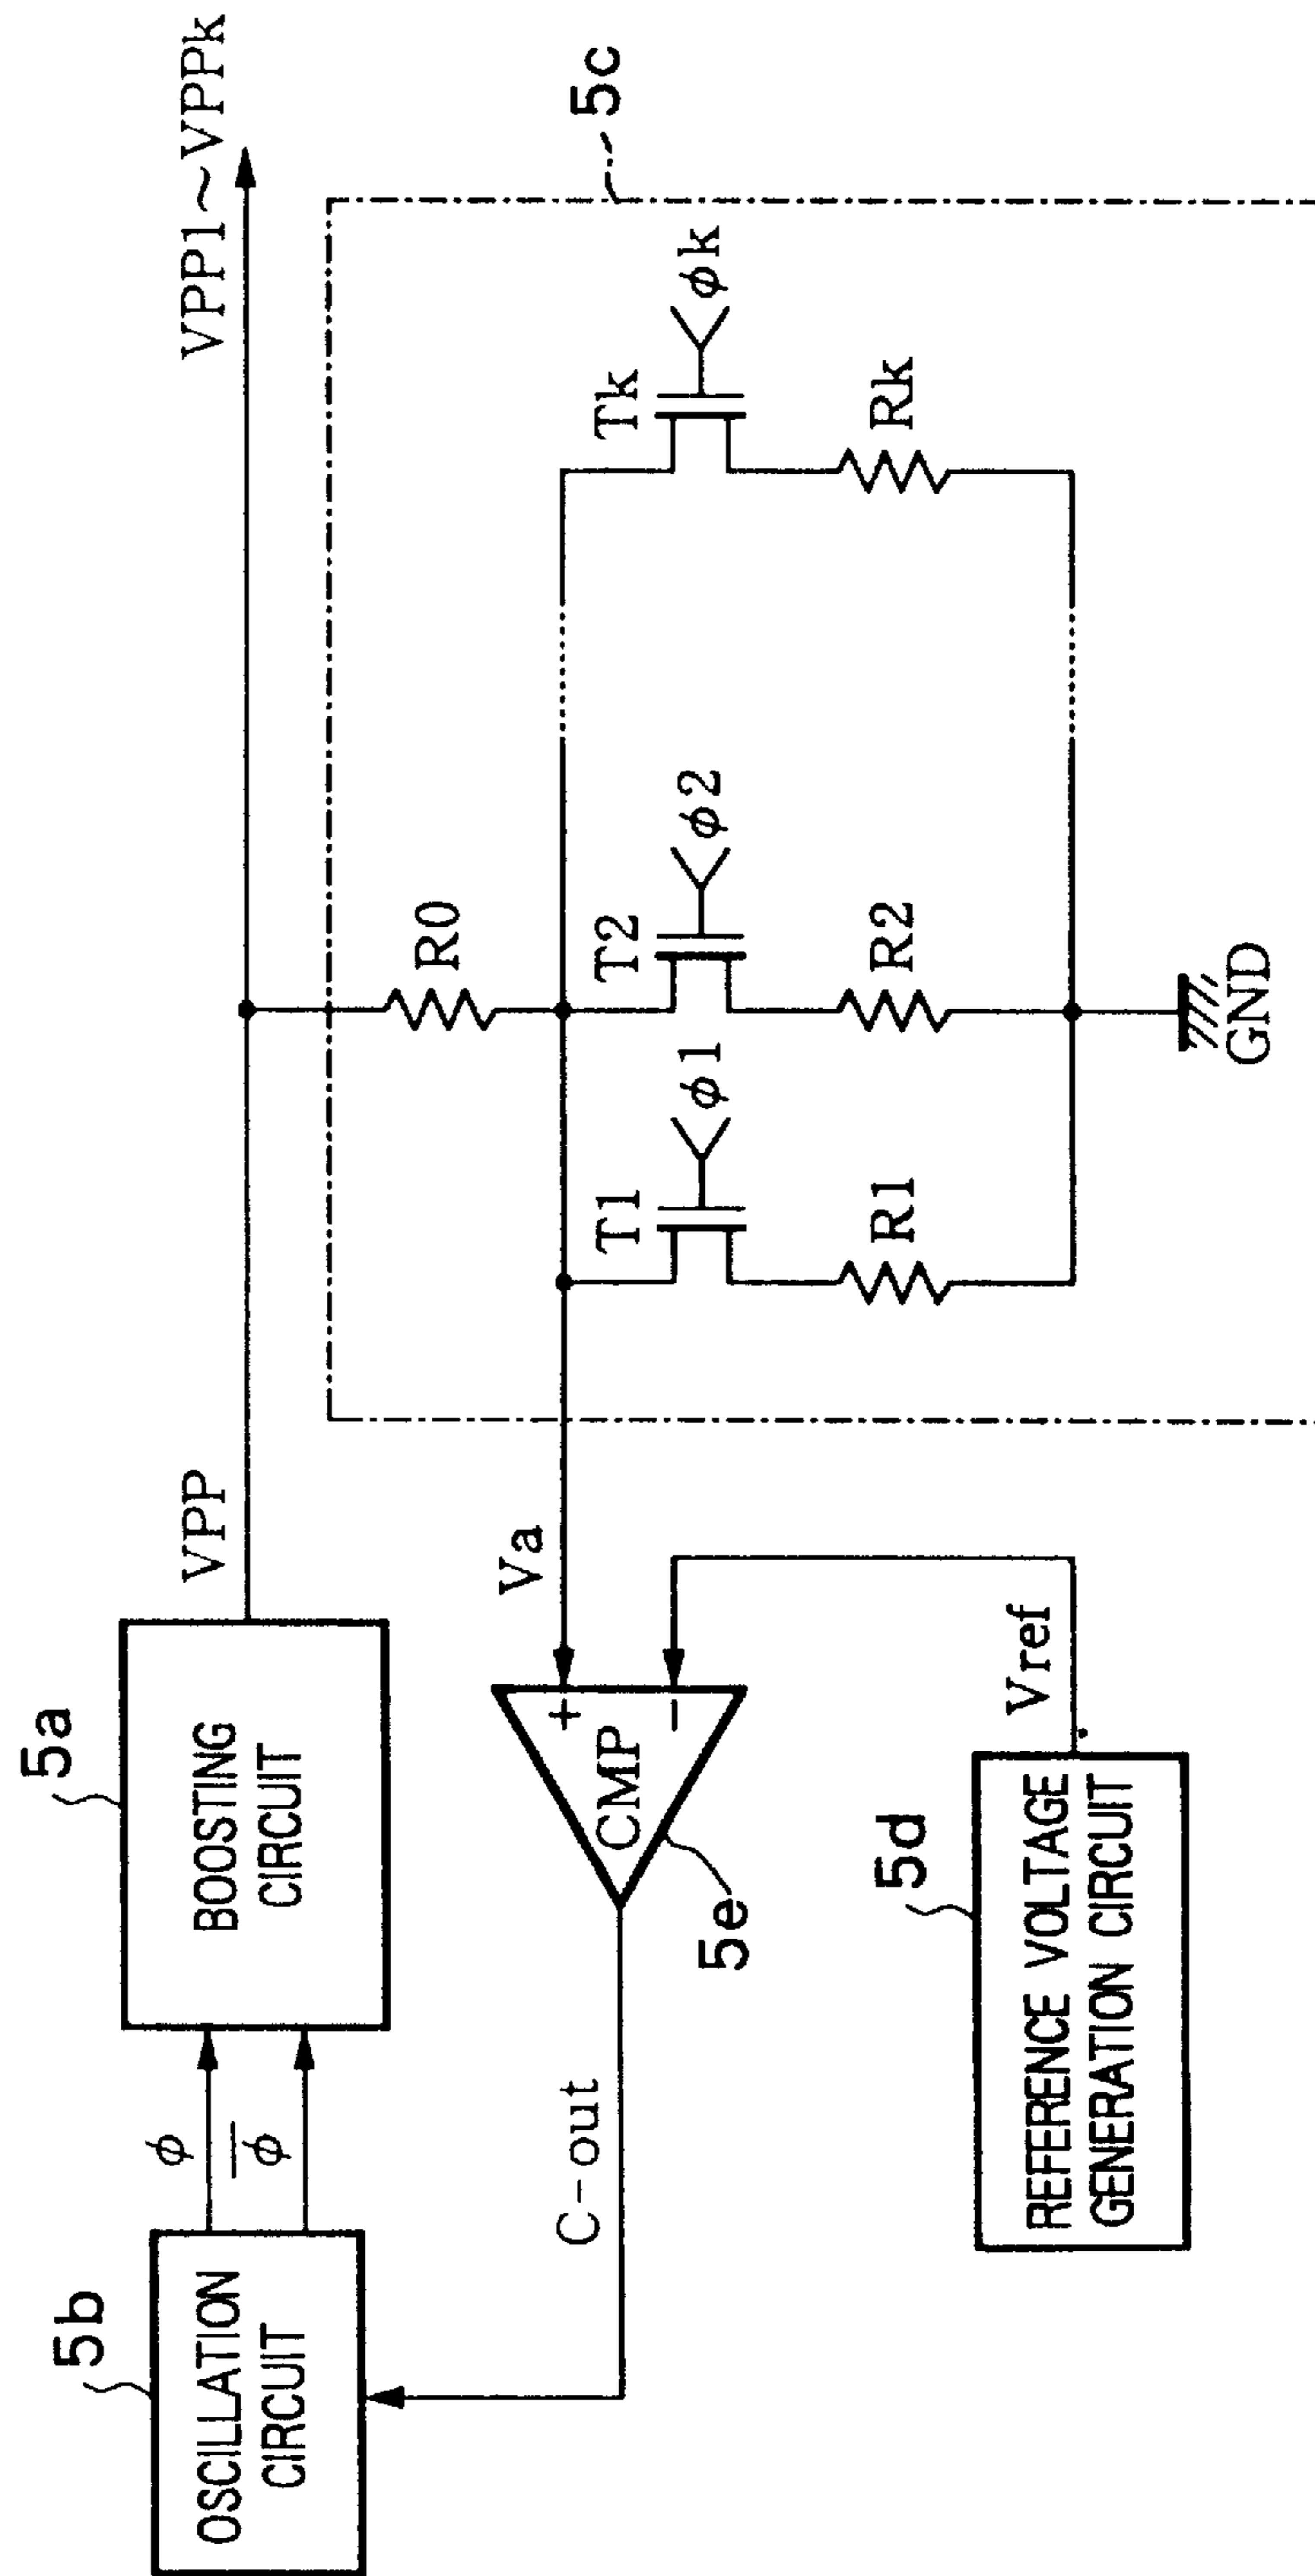 5b
OSCILLATION
CIRCUIT
ϕ
ϕ̅
5a
BOOSTING
CIRCUIT
VPP
VPP1~VPPk
C-out
5e
CMP
+
−
Va
Vref
5d
REFERENCE VOLTAGE
GENERATION CIRCUIT
5c
R0
T1
ϕ1
R1
T2
ϕ2
R2
Tk
ϕk
Rk
GND